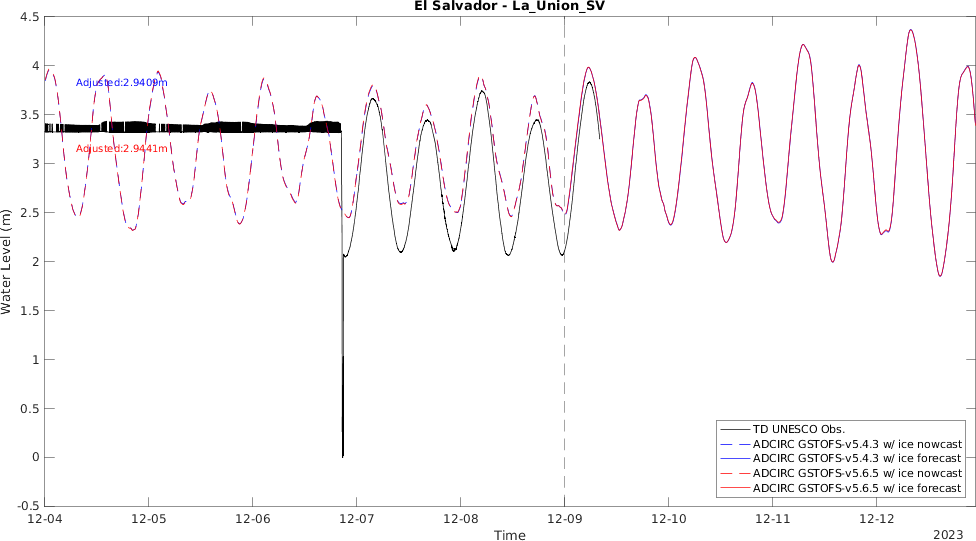 El Salvador - La_Union_SV
4.5
4
3.5
3
2.5
2
1.5
1
0.5
0
-0.5
Water Level (m)
Adjusted:2.9409m
Adjusted:2.9441m
TD UNESCO Obs.
ADCIRC GSTOFS-v5.4.3 w/ ice nowcast
ADCIRC GSTOFS-v5.4.3 w/ ice forecast
ADCIRC GSTOFS-v5.6.5 w/ ice nowcast
ADCIRC GSTOFS-v5.6.5 w/ ice forecast
12-04 12-05 12-06 12-07 12-08 12-09 12-10 12-11 12-12
Time
2023